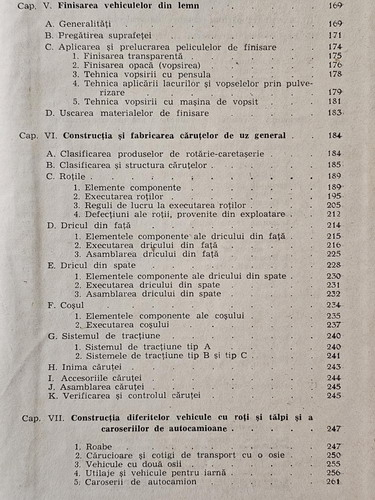 Cap. V. Finisarea vehiculelor din lemn . . . . 169
A. Generalități . . . . 169
B. Pregătirea suprafeței . . . . 171
C. Aplicarea și prelucrarea peliculelor de finisare . . 174
1. Finisarea transparentă . . . . 175
2. Finisarea opacă (vopsirea) . . . . 176
3. Tehnica vopsirii cu pensula . . . . 178
4. Tehnica aplicării lacurilor și vopselelor prin pulve-
rizare . . . . 179
5. Tehnica vopsirii cu mașina de vopsit . . . . 181
D. Uscarea materialelor de finisare . . . . 183
Cap. VI. Construcția și fabricarea căruțelor de uz general . . 184
A. Clasificarea produselor de rotărie-caretașerie . . . . 184
B. Clasificarea și structura căruțelor . . . . 185
C. Roțile . . . . 189
1. Elemente componente . . . . 189
2. Executarea roților . . . . 195
3. Reguli de lucru la executarea roților . . . . 205
4. Defecțiuni ale roții, provenite din exploatare . . 212
D. Dricul din față . . . . 214
1. Elementele componente ale dricului din față . . 215
2. Executarea dricului din față . . . . 216
3. Asamblarea dricului din față . . . . 225
E. Dricul din spate . . . . 228
1. Elementele componente ale dricului din spate . . 230
2. Executarea dricului din spate . . . . 231
3. Asamblarea dricului din spate . . . . 232
F. Coșul . . . . 234
1. Elementele componente ale coșului . . . . 235
2. Executarea coșului . . . . 237
G. Sistemul de tracțiune . . . . 240
1. Sistemul de tracțiune tip A . . . . 240
2. Sistemele de tracțiune tip B și tip C . . . . 241
H. Inima căruței . . . . 243
I. Accesoriile căruței . . . . 244
J. Asamblarea căruței . . . . 245
K. Verificarea și controlul căruței . . . . 245
Cap. VII. Construcția diferitelor vehicule cu roți și tălpi și a
caroseriilor de autocamioane . . . . 247
1. Roabe . . . . 247
2. Cărucioare și cotigi de transport cu o osie . . 250
3. Vehicule cu două osii . . . . 255
4. Utilaje și vehicule pentru iarnă . . . . 256
5. Caroserii de autocamion . . . . 261